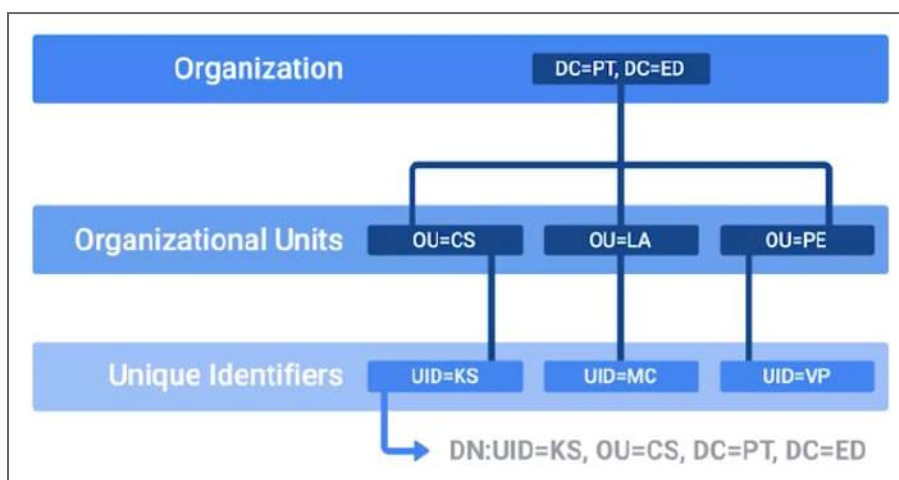 Organization
DC=PT, DC=ED
Organizational Units
OU=CS
OU=LA
OU=PE
Unique Identifiers
UID=KS
UID=MC
UID=VP
DN:UID=KS, OU=CS, DC=PT, DC=ED